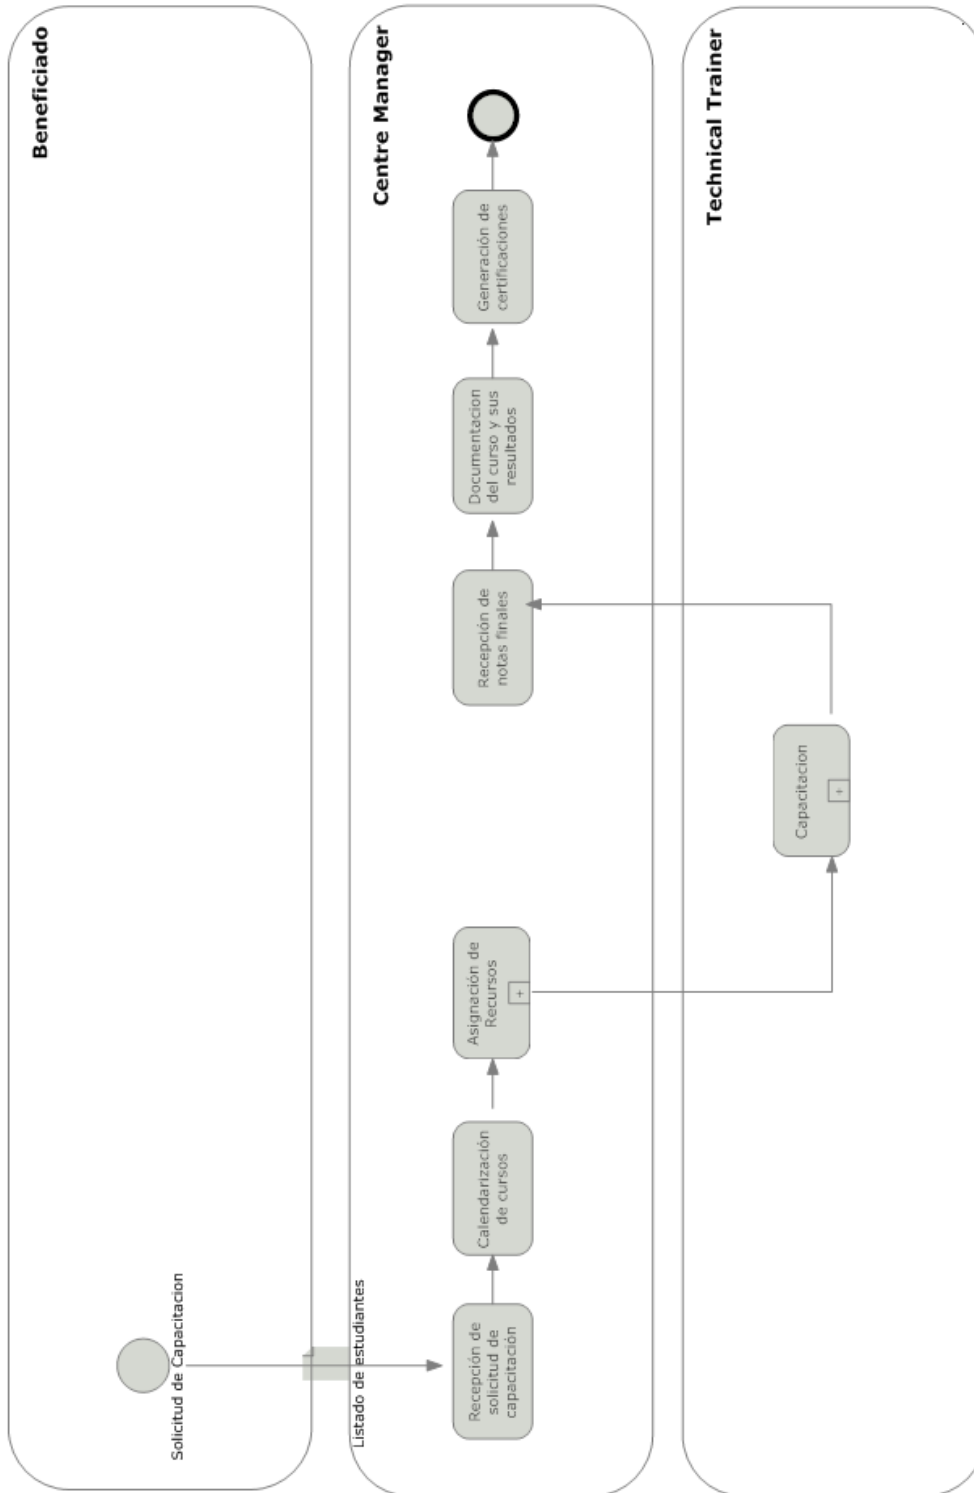 Beneficiado
Solicitud de Capacitacion
Listado de estudiantes
Centre Manager
Recepción de
solicitud de
capacitación
Calendarización
de cursos
Asignación de
Recursos
+
Recepción de
notas finales
Documentacion
del curso y sus
resultados
Generación de
certificaciones
Technical Trainer
Capacitacion
+